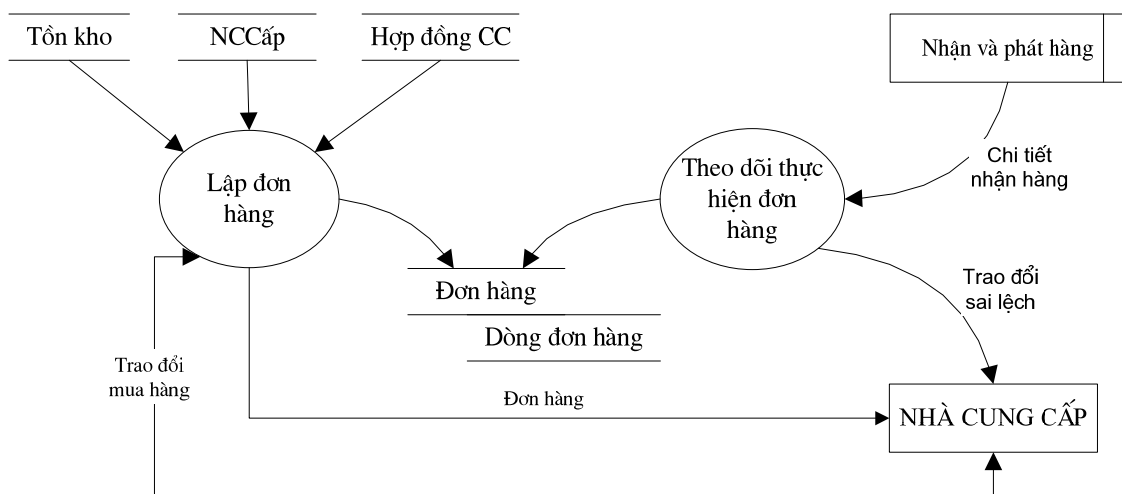 Tồn kho
NCCấp
Hợp đồng CC
Nhận và phát hàng
Lập đơn
hàng
Theo dõi thực
hiện đơn
hàng
Chi tiết
nhận hàng
Đơn hàng
Dòng đơn hàng
Trao đổi
sai lệch
Trao đổi
mua hàng
Đơn hàng
NHÀ CUNG CẤP